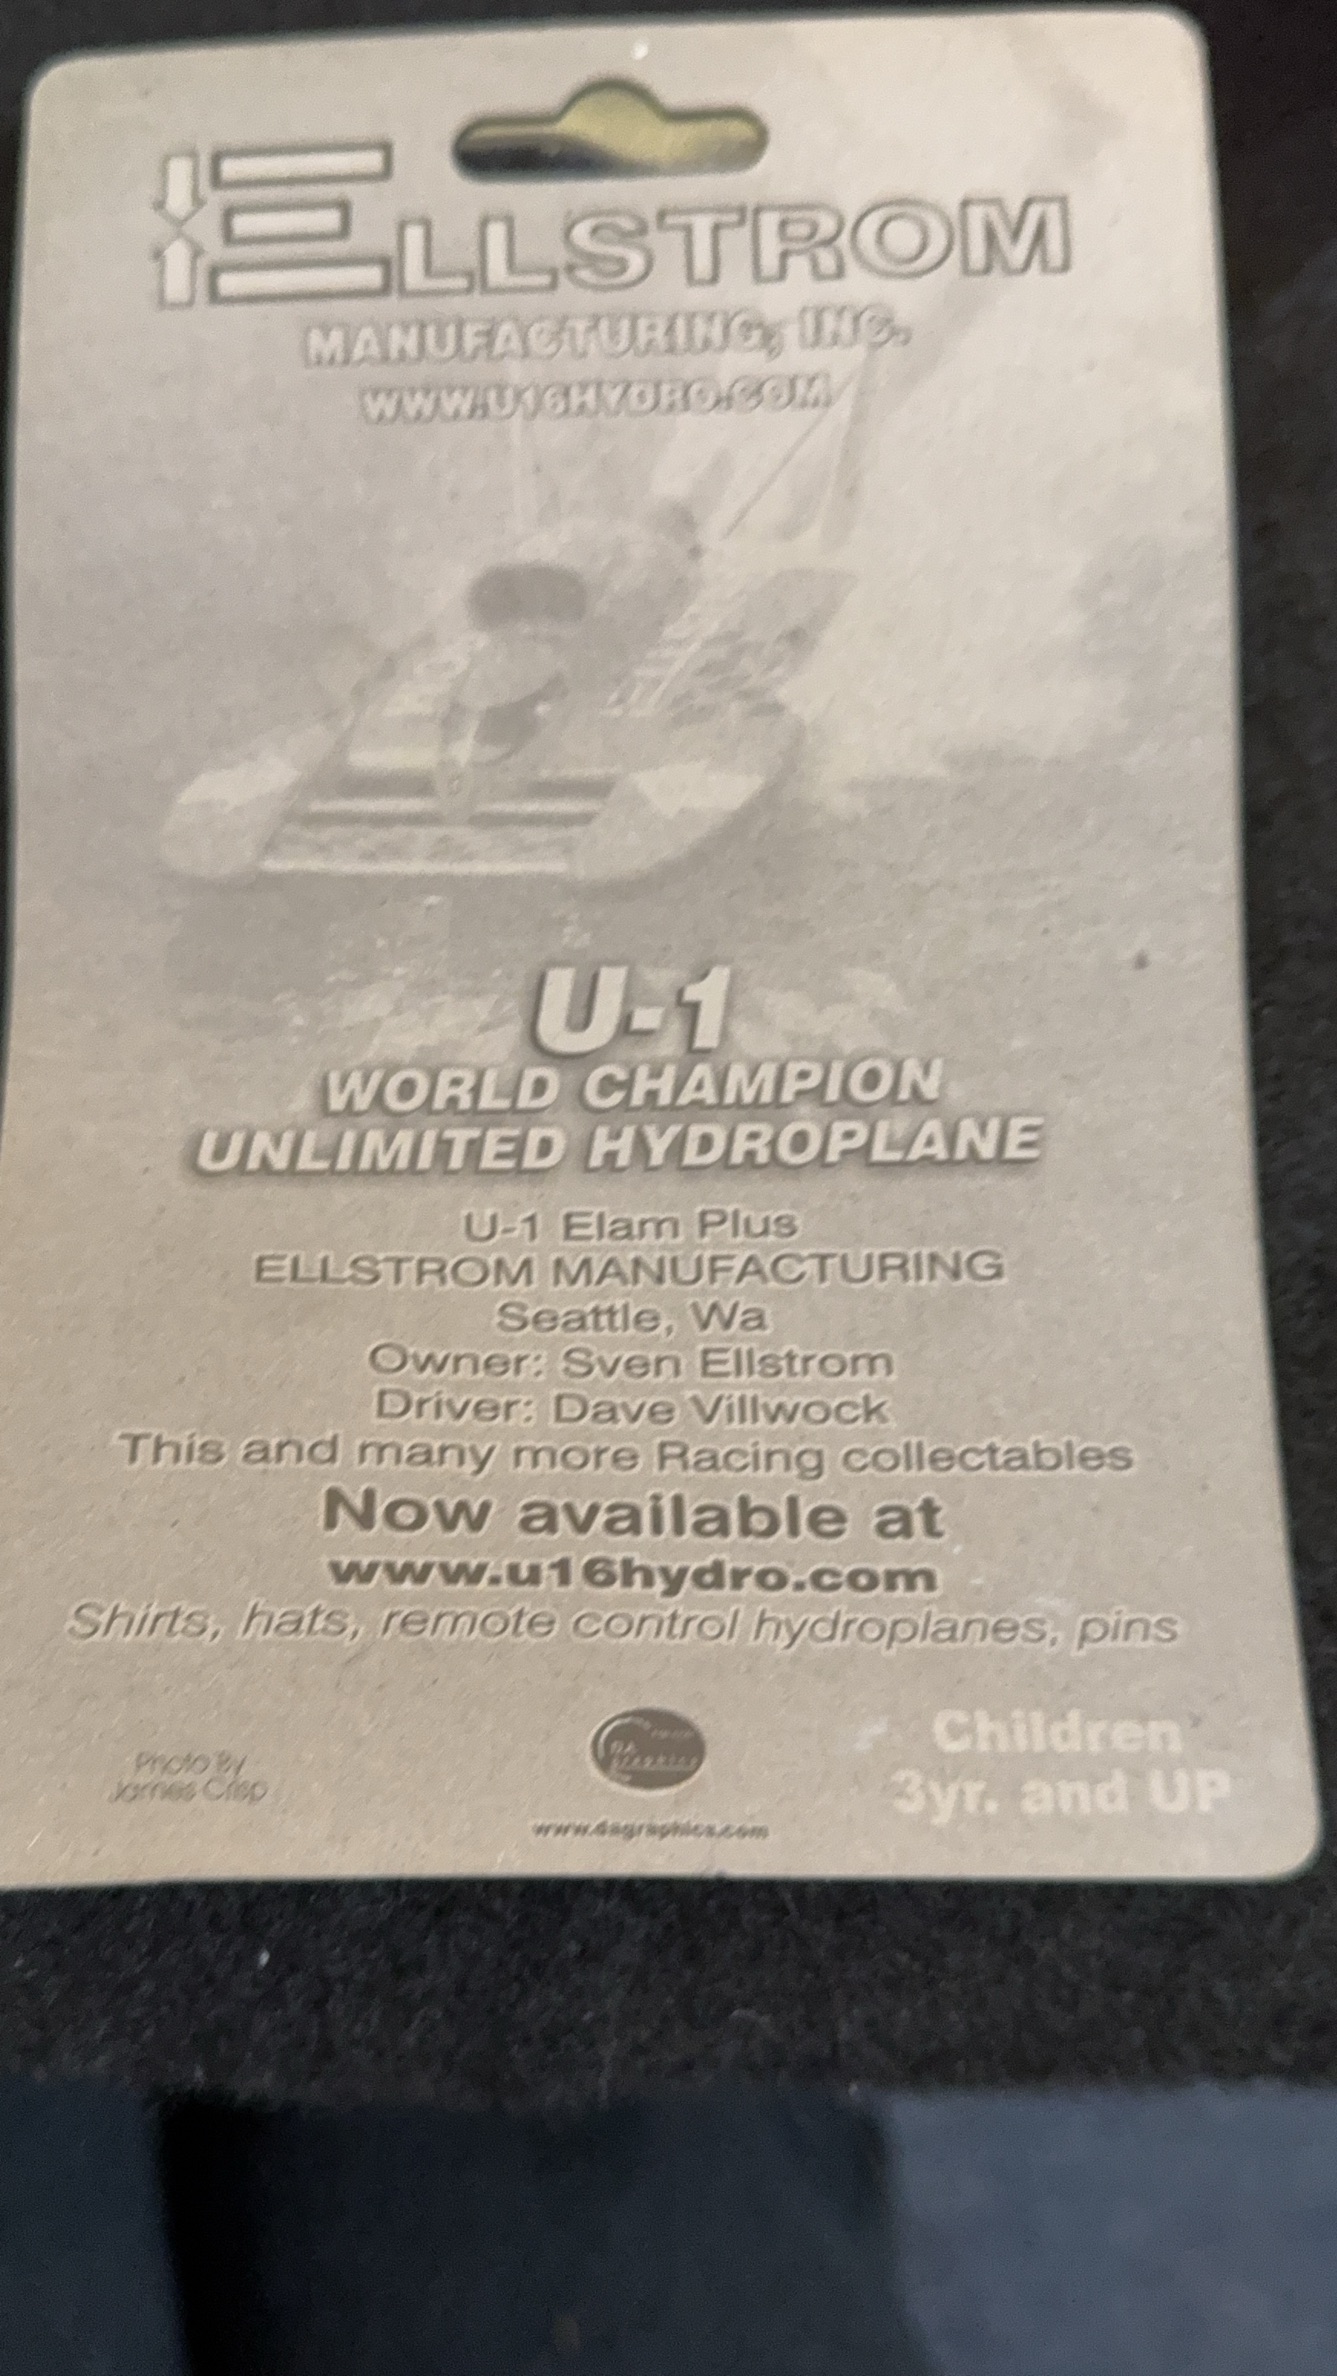 ELLSTROM
MANUFACTURING, INC.
WWW.U16HYDRO.COM
U-1
WORLD CHAMPION
UNLIMITED HYDROPLANE
U-1 Elam Plus
ELLSTROM MANUFACTURING
Seattle, Wa
Owner: Sven Ellstrom
Driver: Dave Villwock
This and many more Racing collectables
Now available at
www.u16hydro.com
Shirts, hats, remote control hydroplanes, pins
Photo By
James Crisp
Graphics
www.dagraphics.com
Children
3yr. and UP